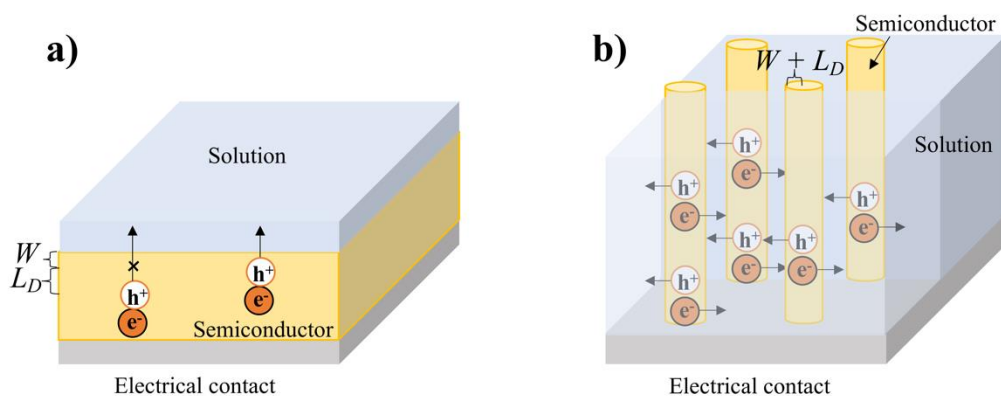 a)
Solution
W
L_D
h⁺
h⁺
e⁻
e⁻
Semiconductor
Electrical contact
b)
Semiconductor
W + L_D
Solution
h⁺
e⁻
h⁺
e⁻
h⁺
e⁻
h⁺
e⁻
h⁺
e⁻
h⁺
e⁻
Electrical contact